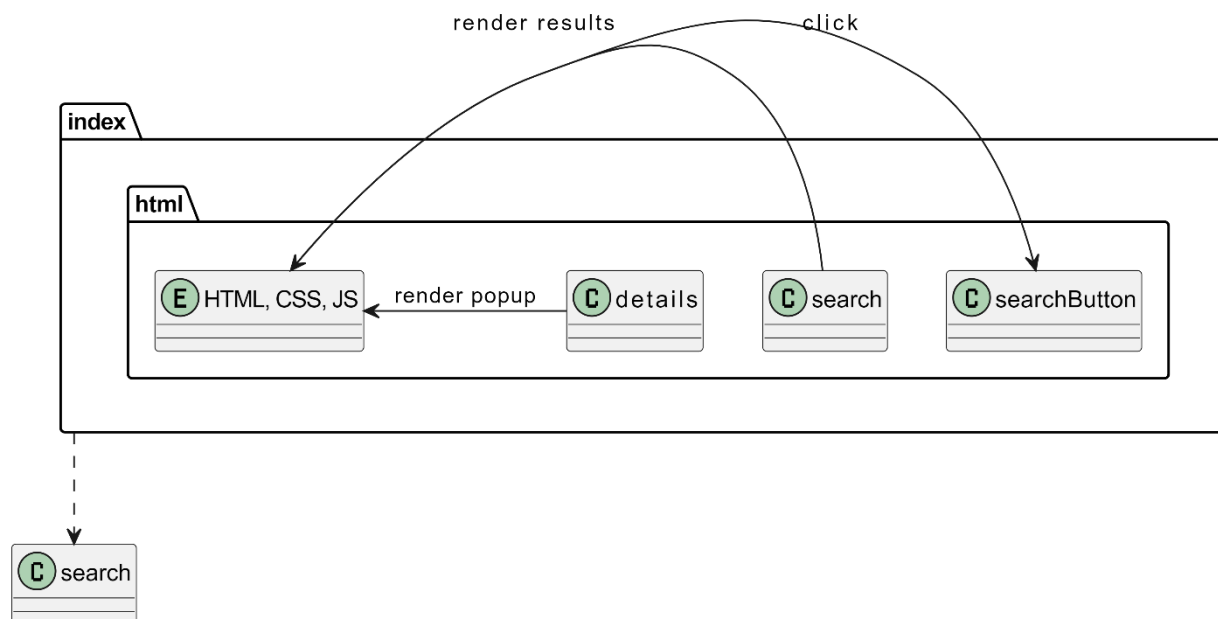 render results
click
index
html
E HTML, CSS, JS
render popup
C details
C search
C searchButton
C search